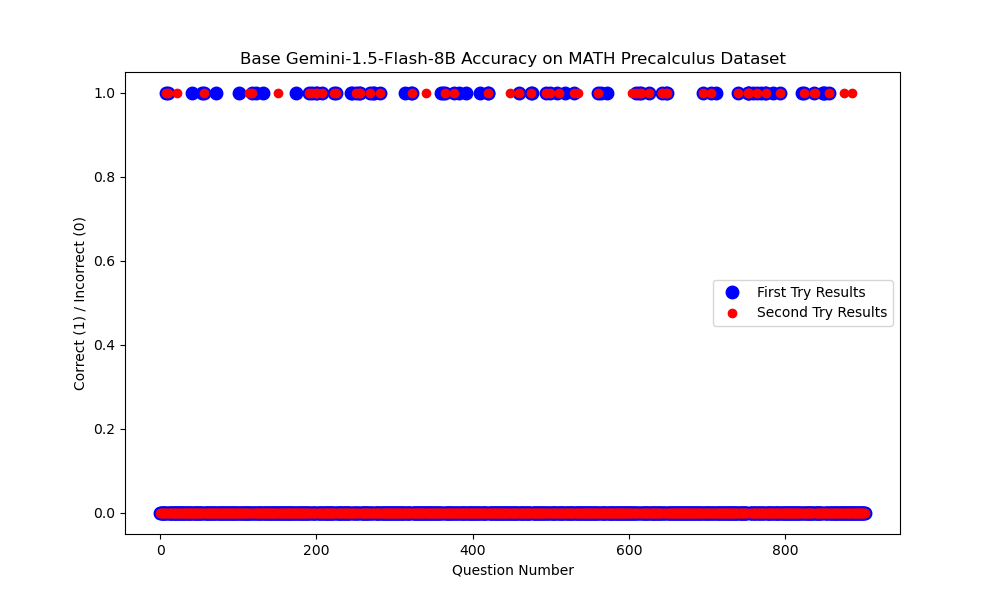 Base Gemini-1.5-Flash-8B Accuracy on MATH Precalculus Dataset
Correct (1) / Incorrect (0)
1.0
0.8
0.6
0.4
0.2
0.0
First Try Results
Second Try Results
0 200 400 600 800
Question Number